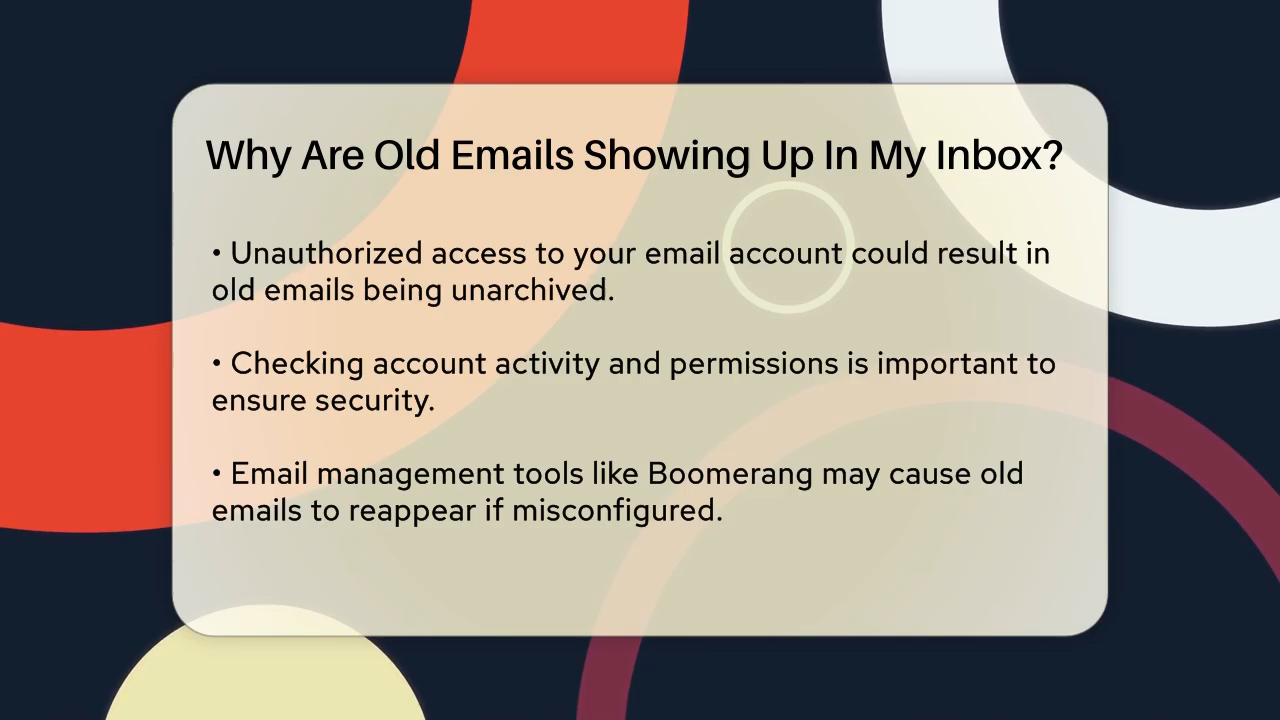 Why Are Old Emails Showing Up In My Inbox?
• Unauthorized access to your email account could result in
old emails being unarchived.
• Checking account activity and permissions is important to
ensure security.
• Email management tools like Boomerang may cause old
emails to reappear if misconfigured.